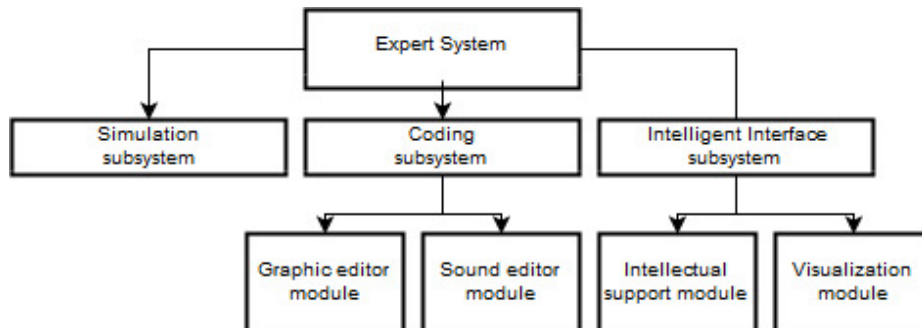 Expert System
Simulation
subsystem
Coding
subsystem
Intelligent Interface
subsystem
Graphic editor
module
Sound editor
module
Intellectual
support module
Visualization
module